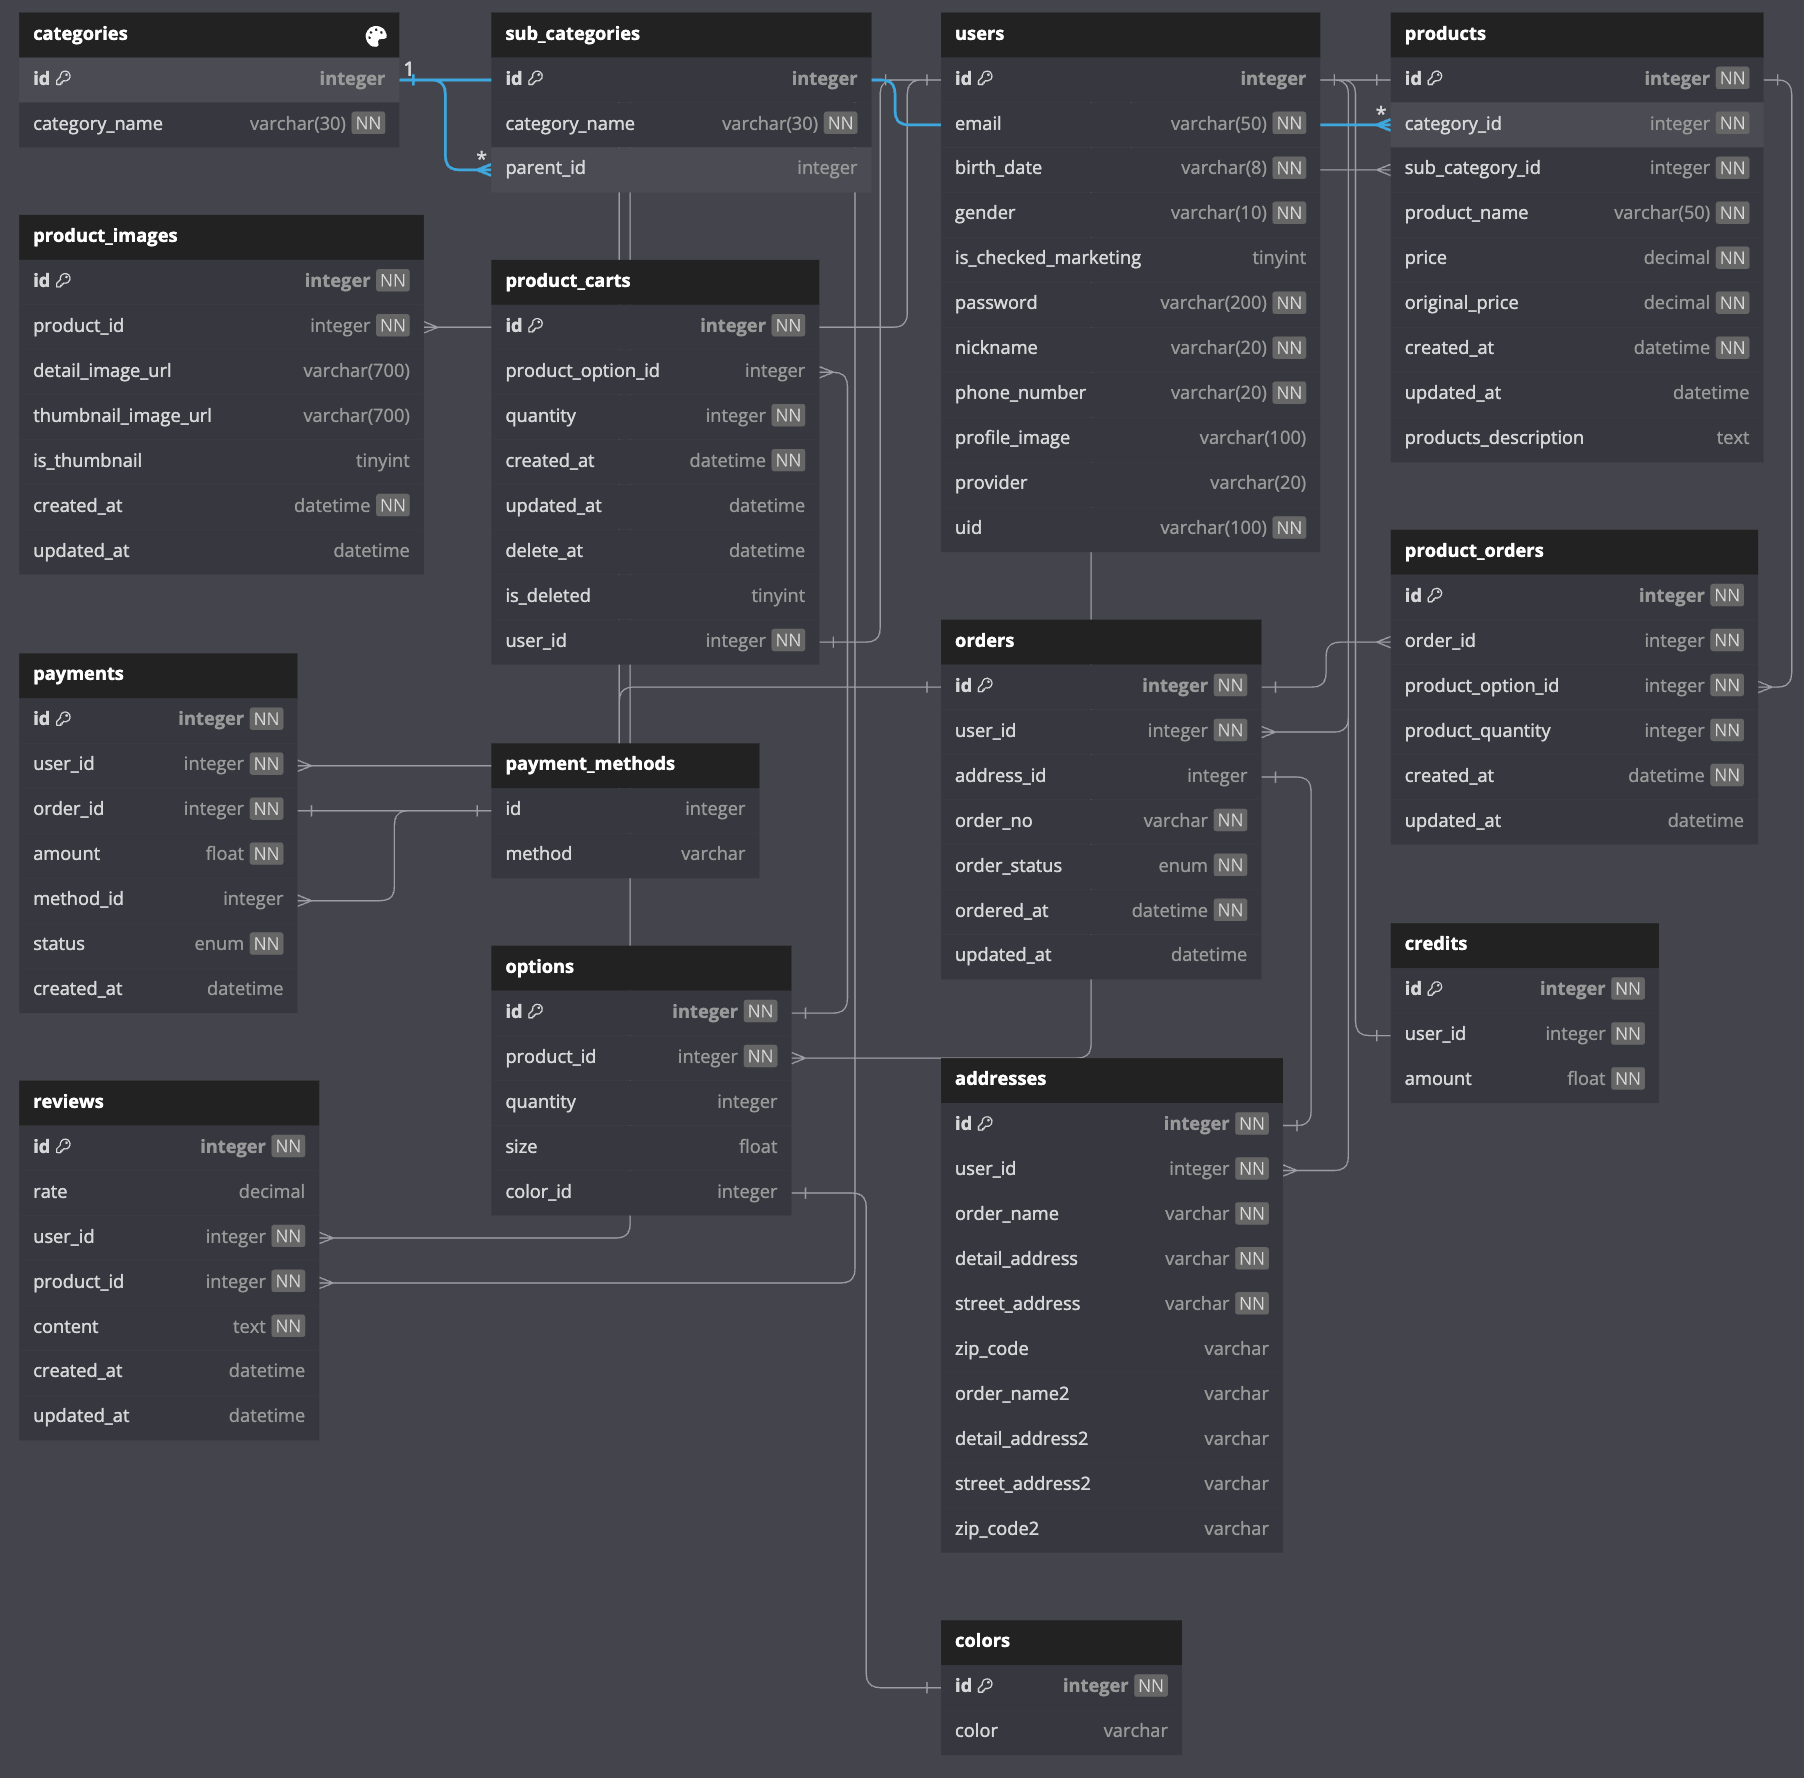 categories
id integer
category_name varchar(30) NN
1
sub_categories
id integer
category_name varchar(30) NN
* parent_id integer
users
id integer
email varchar(50) NN
birth_date varchar(8) NN
gender varchar(10) NN
is_checked_marketing tinyint
password varchar(200) NN
nickname varchar(20) NN
phone_number varchar(20) NN
profile_image varchar(100)
provider varchar(20)
uid varchar(100) NN
products
id integer NN
* category_id integer NN
sub_category_id integer NN
product_name varchar(50) NN
price decimal NN
original_price decimal NN
created_at datetime NN
updated_at datetime
products_description text
product_images
id integer NN
product_id integer NN
detail_image_url varchar(700)
thumbnail_image_url varchar(700)
is_thumbnail tinyint
created_at datetime NN
updated_at datetime
product_carts
id integer NN
product_option_id integer
quantity integer NN
created_at datetime NN
updated_at datetime
delete_at datetime
is_deleted tinyint
user_id integer NN
product_orders
id integer NN
order_id integer NN
product_option_id integer NN
product_quantity integer NN
created_at datetime NN
updated_at datetime
payments
id integer NN
user_id integer NN
order_id integer NN
amount float NN
method_id integer
status enum NN
created_at datetime
payment_methods
id integer
method varchar
orders
id integer NN
user_id integer NN
address_id integer
order_no varchar NN
order_status enum NN
ordered_at datetime NN
updated_at datetime
credits
id integer NN
user_id integer NN
amount float NN
options
id integer NN
product_id integer NN
quantity integer
size float
color_id integer
reviews
id integer NN
rate decimal
user_id integer NN
product_id integer NN
content text NN
created_at datetime
updated_at datetime
addresses
id integer NN
user_id integer NN
order_name varchar NN
detail_address varchar NN
street_address varchar NN
zip_code varchar
order_name2 varchar
detail_address2 varchar
street_address2 varchar
zip_code2 varchar
colors
id integer NN
color varchar